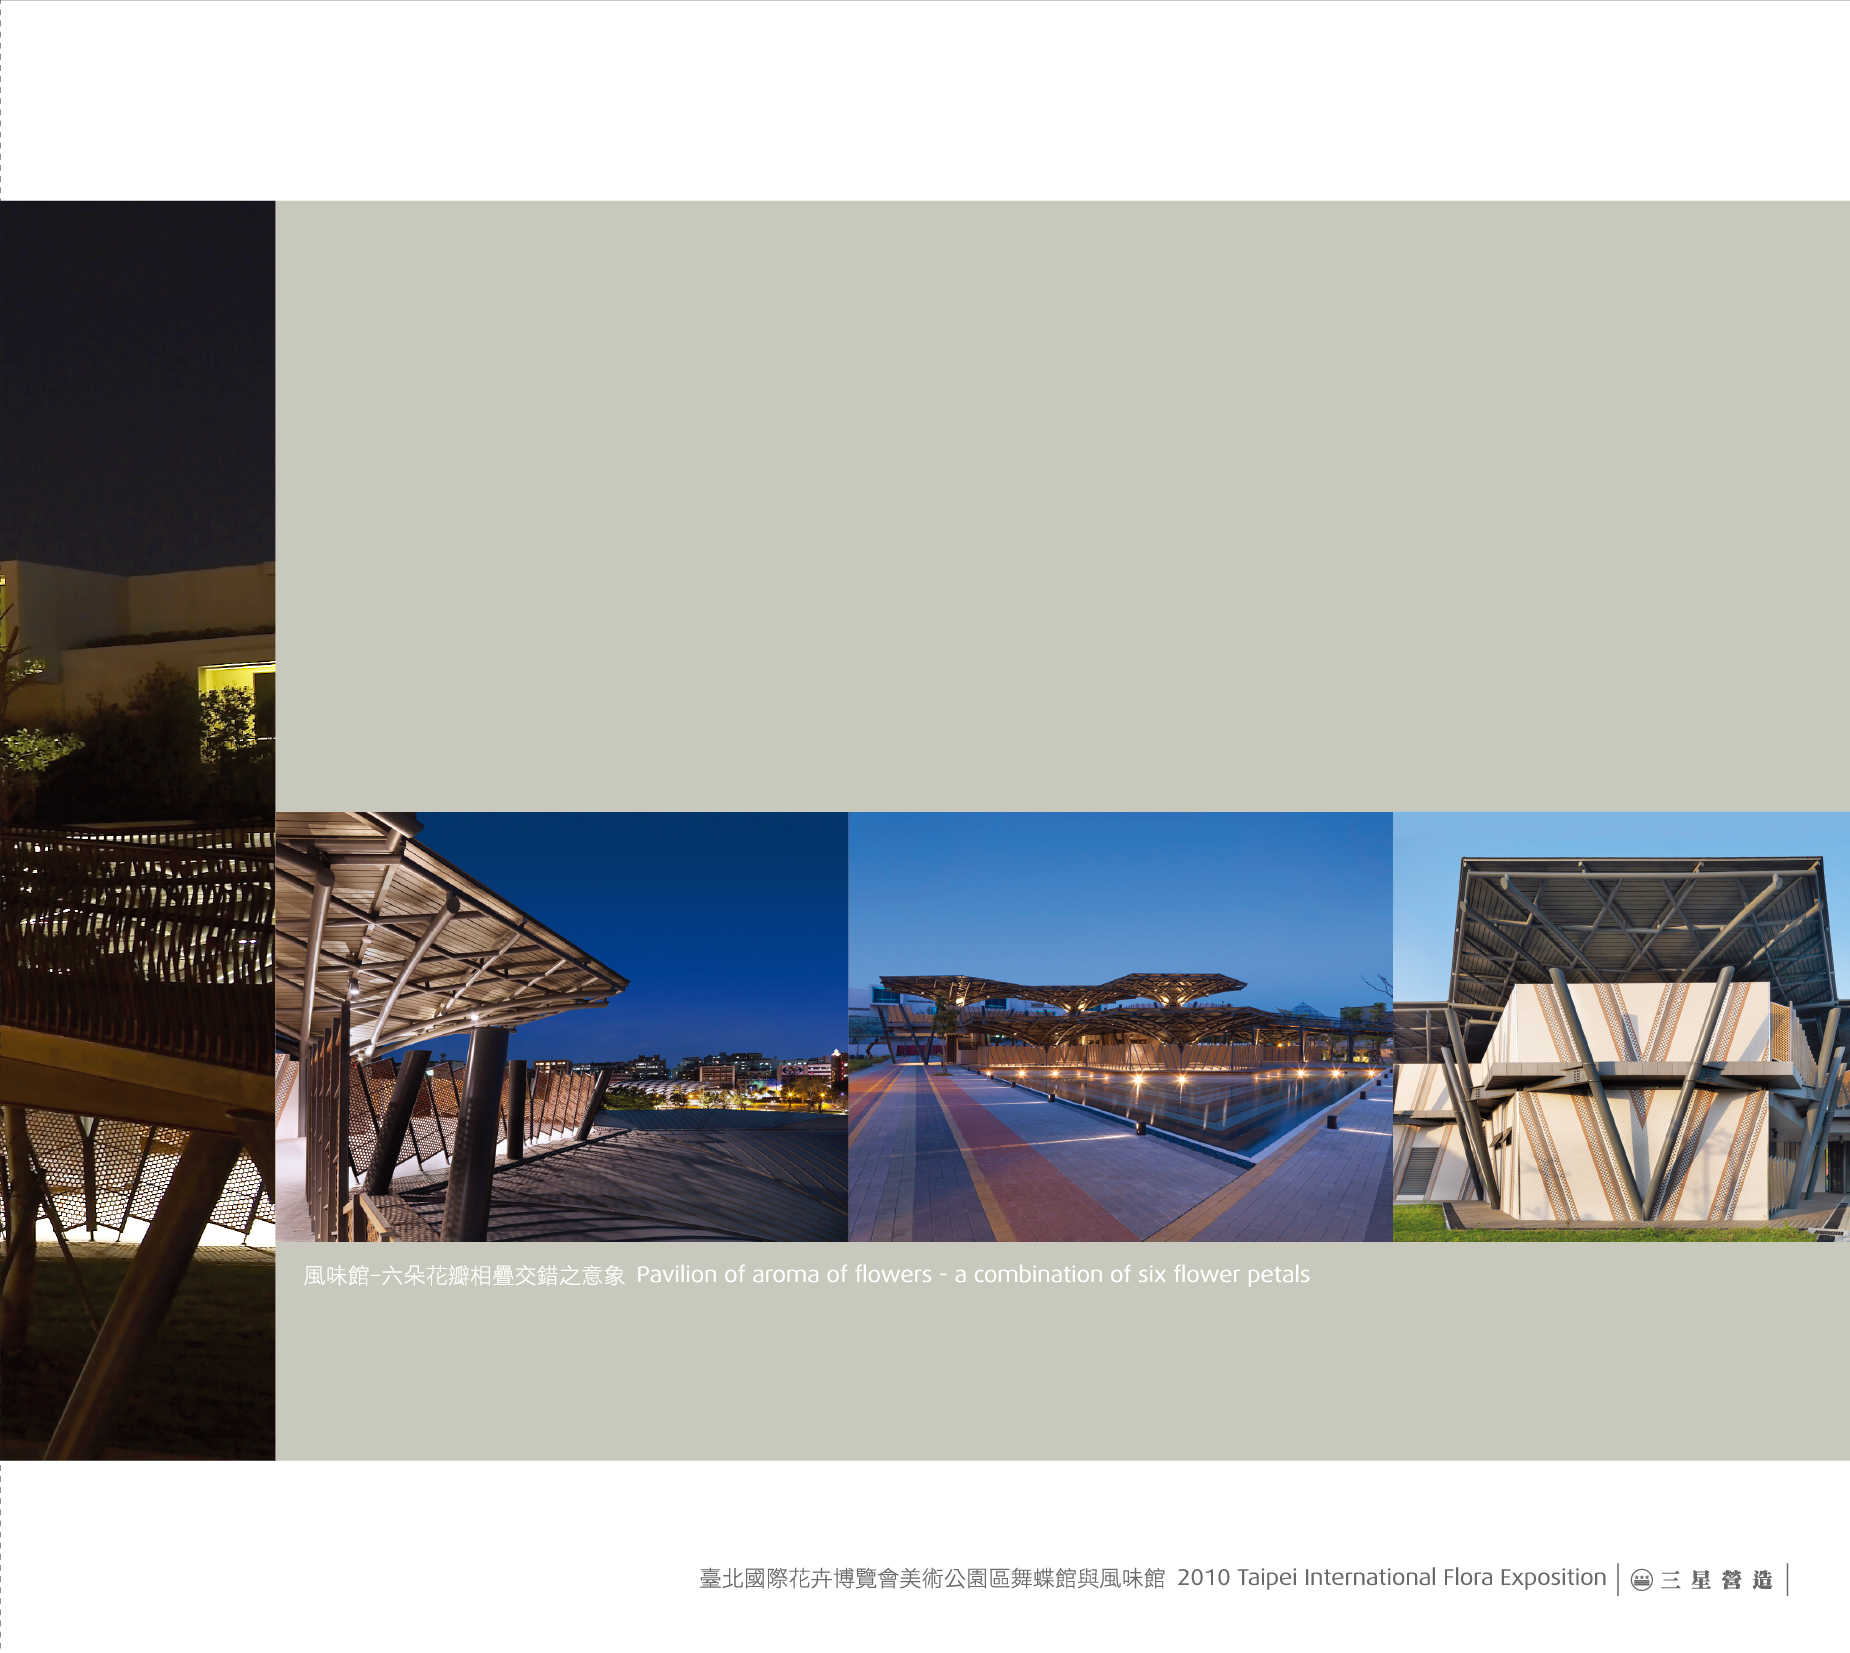 風味館-六朵花瓣相疊交錯之意象 Pavilion of aroma of flowers - a combination of six flower petals
臺北國際花卉博覽會美術公園區舞蝶館與風味館 2010 Taipei International Flora Exposition | 三星營造 |